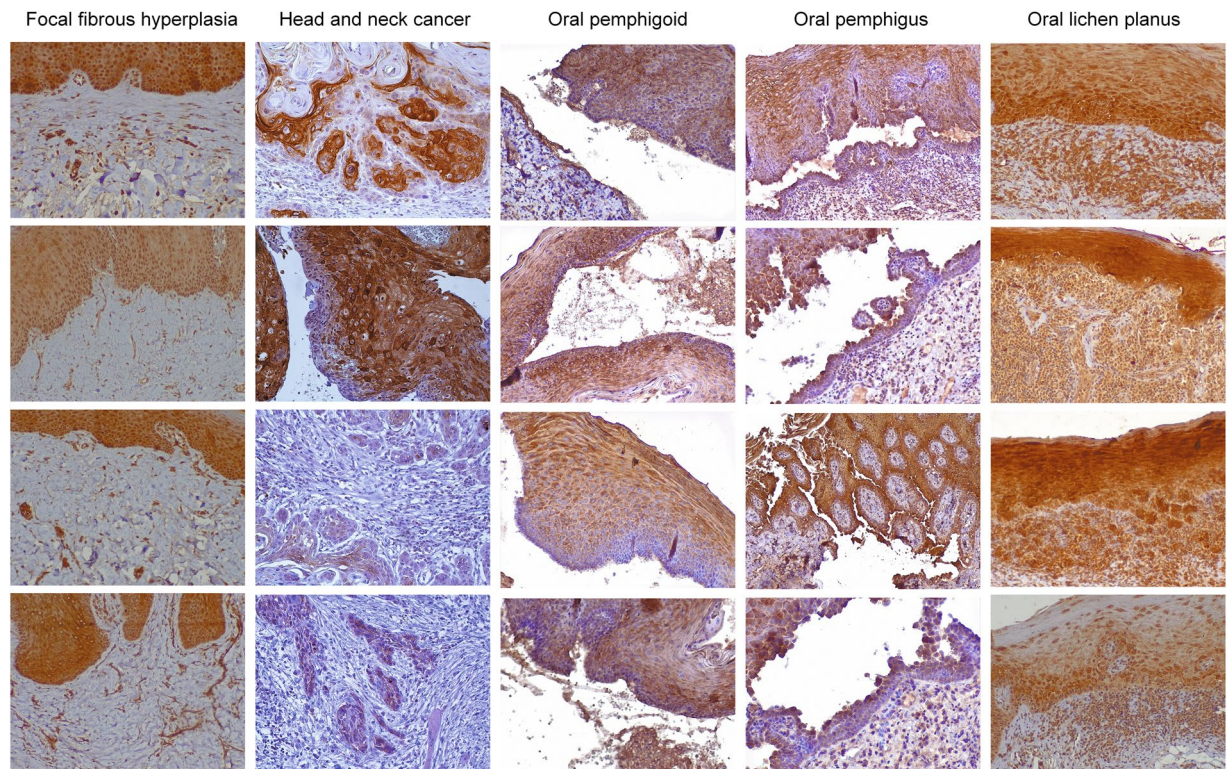 Focal fibrous hyperplasia
Head and neck cancer
Oral pemphigoid
Oral pemphigus
Oral lichen planus